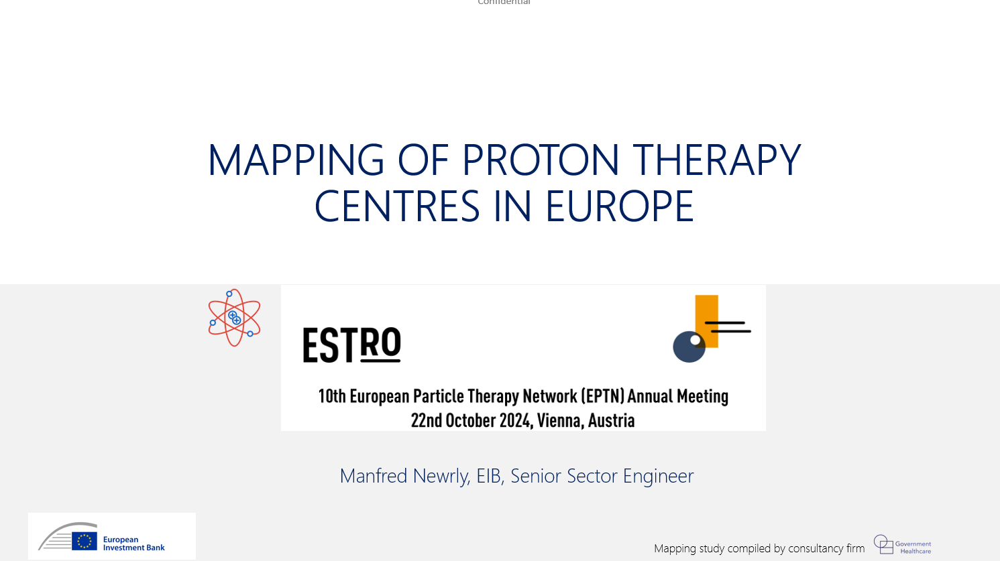 Confidential
MAPPING OF PROTON THERAPY
CENTRES IN EUROPE
ESTRO
10th European Particle Therapy Network (EPTN) Annual Meeting
22nd October 2024, Vienna, Austria
Manfred Newrly, EIB, Senior Sector Engineer
European
Investment Bank
Mapping study compiled by consultancy firm
Government
Healthcare